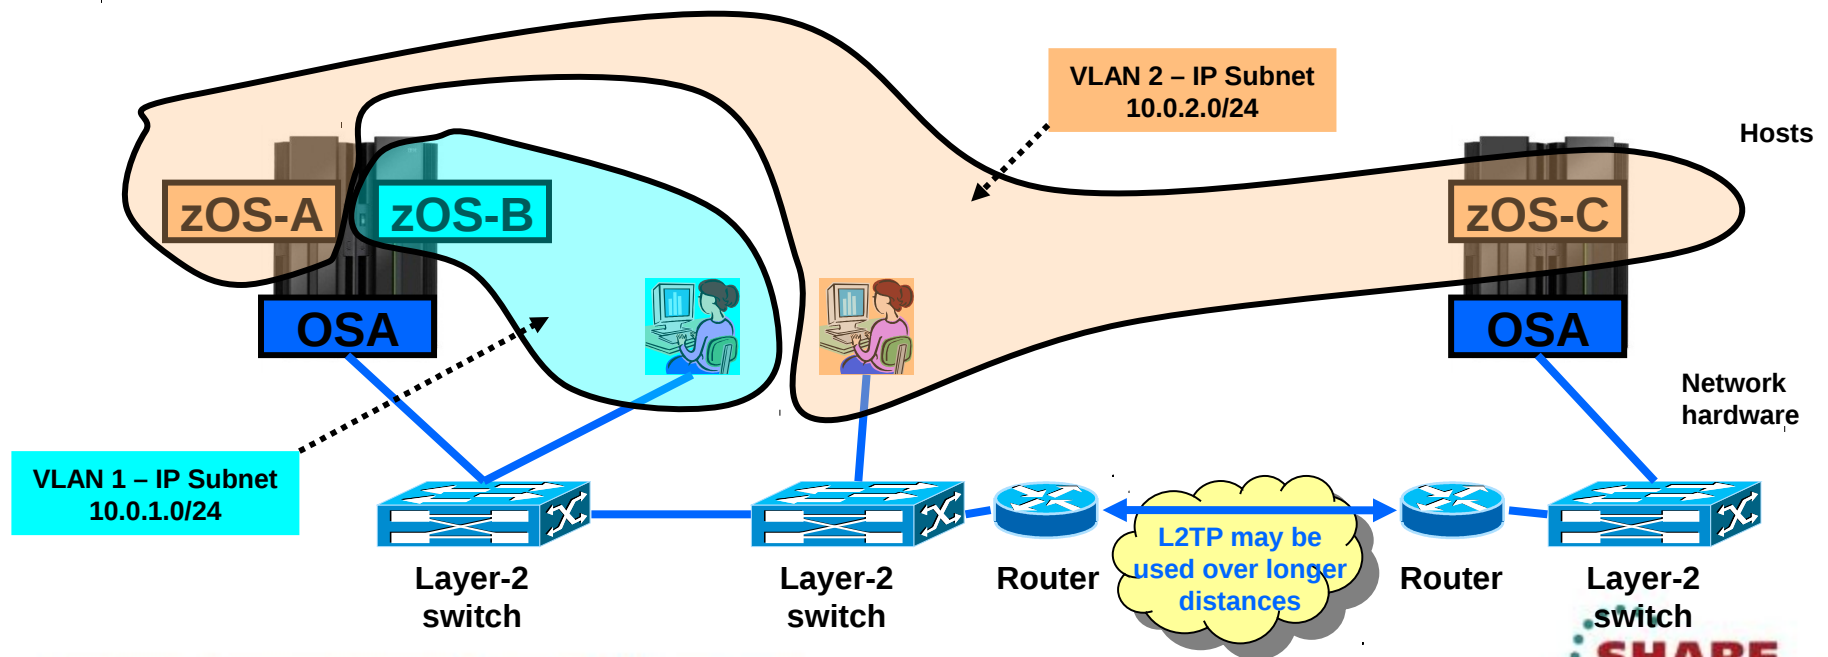 VLAN 2 – IP Subnet
10.0.2.0/24
Hosts
zOS-A
zOS-B
zOS-C
OSA
OSA
Network
hardware
VLAN 1 – IP Subnet
10.0.1.0/24
L2TP may be
used over longer
distances
Layer-2
switch
Layer-2
switch
Router
Router
Layer-2
switch
SHARE